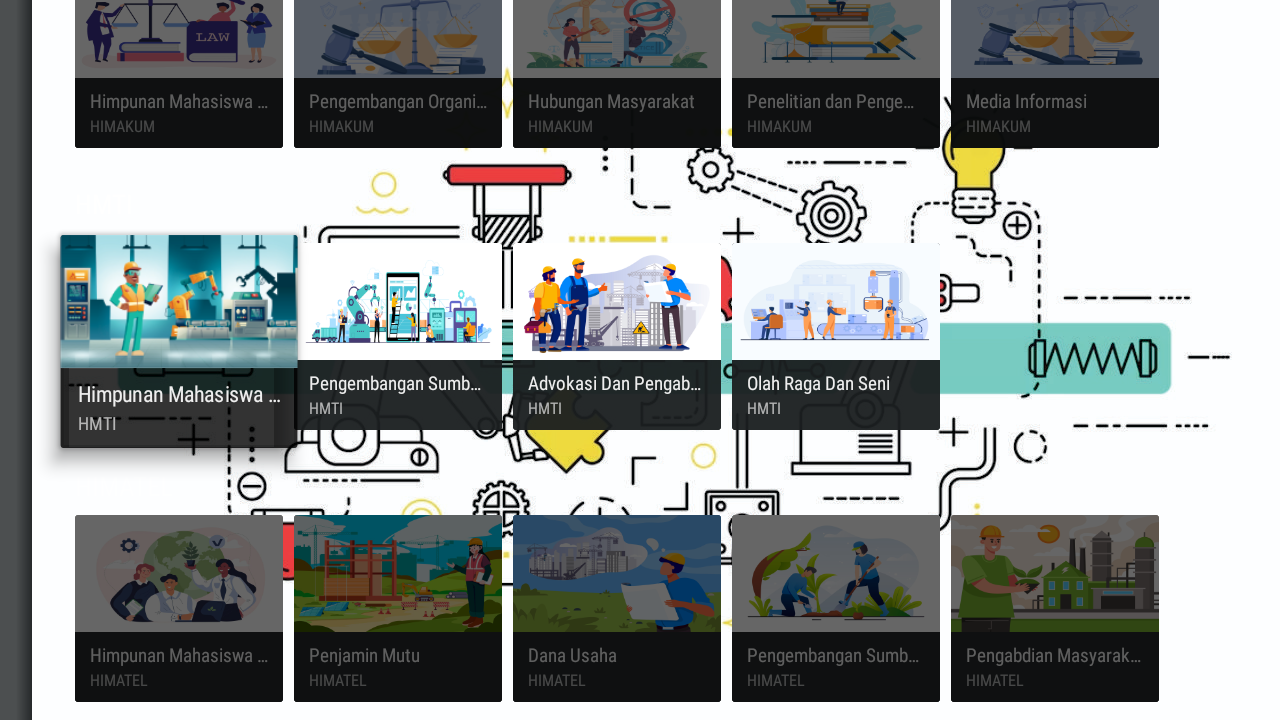 LAW
Himpunan Mahasiswa ...
HIMAKUM
Pengembangan Organi...
HIMAKUM
Hubungan Masyarakat
HIMAKUM
Penelitian dan Penge...
HIMAKUM
Media Informasi
HIMAKUM
Himpunan Mahasiswa ...
HMTI
Pengembangan Sumb...
HMTI
Advokasi Dan Pengab...
HMTI
Olah Raga Dan Seni
HMTI
Himpunan Mahasiswa ...
HIMATEL
Penjamin Mutu
HIMATEL
Dana Usaha
HIMATEL
Pengembangan Sumb...
HIMATEL
Pengabdian Masyarak...
HIMATEL